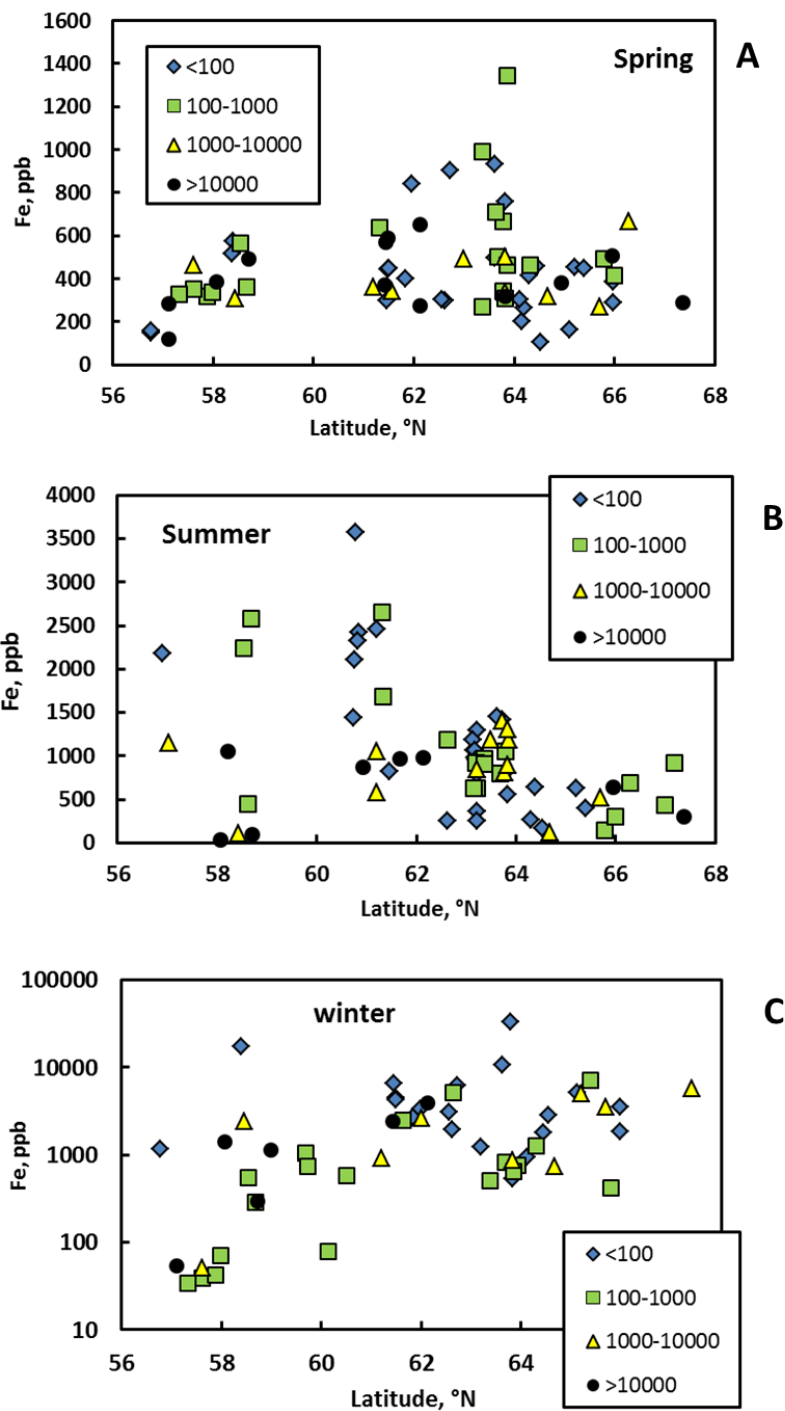 A
Spring
1600
1400
1200
1000
800
600
400
200
0
Fe, ppb
<100
100-1000
1000-10000
>10000
56 58 60 62 64 66 68
Latitude, °N
B
Summer
4000
3500
3000
2500
2000
1500
1000
500
0
Fe, ppb
<100
100-1000
1000-10000
>10000
56 58 60 62 64 66 68
Latitude, °N
C
winter
100000
10000
1000
100
10
Fe, ppb
<100
100-1000
1000-10000
>10000
56 58 60 62 64
Latitude, °N